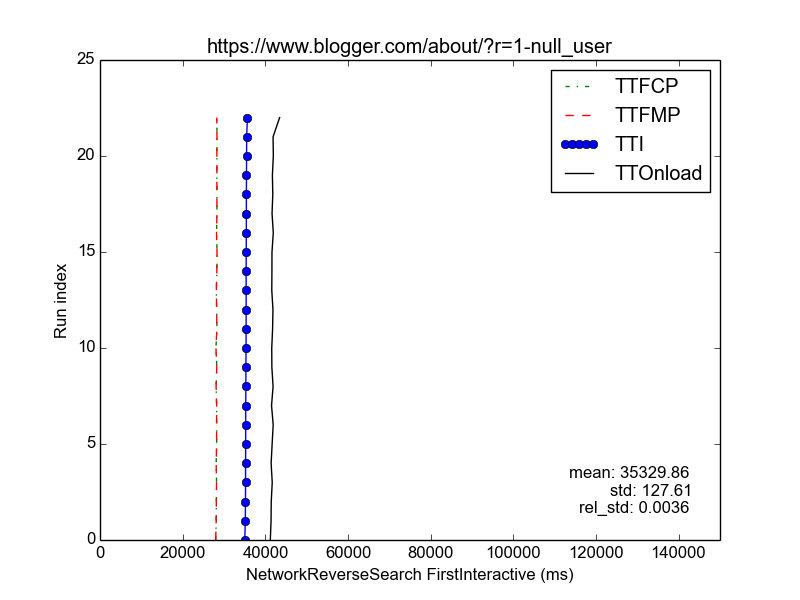 https://www.blogger.com/about/?r=1-null_user
25
20
15
10
5
0
Run index
TTFCP
TTFMP
TTI
TTOnload
mean: 35329.86
std: 127.61
rel_std: 0.0036
0 20000 40000 60000 80000 100000 120000 140000
NetworkReverseSearch FirstInteractive (ms)